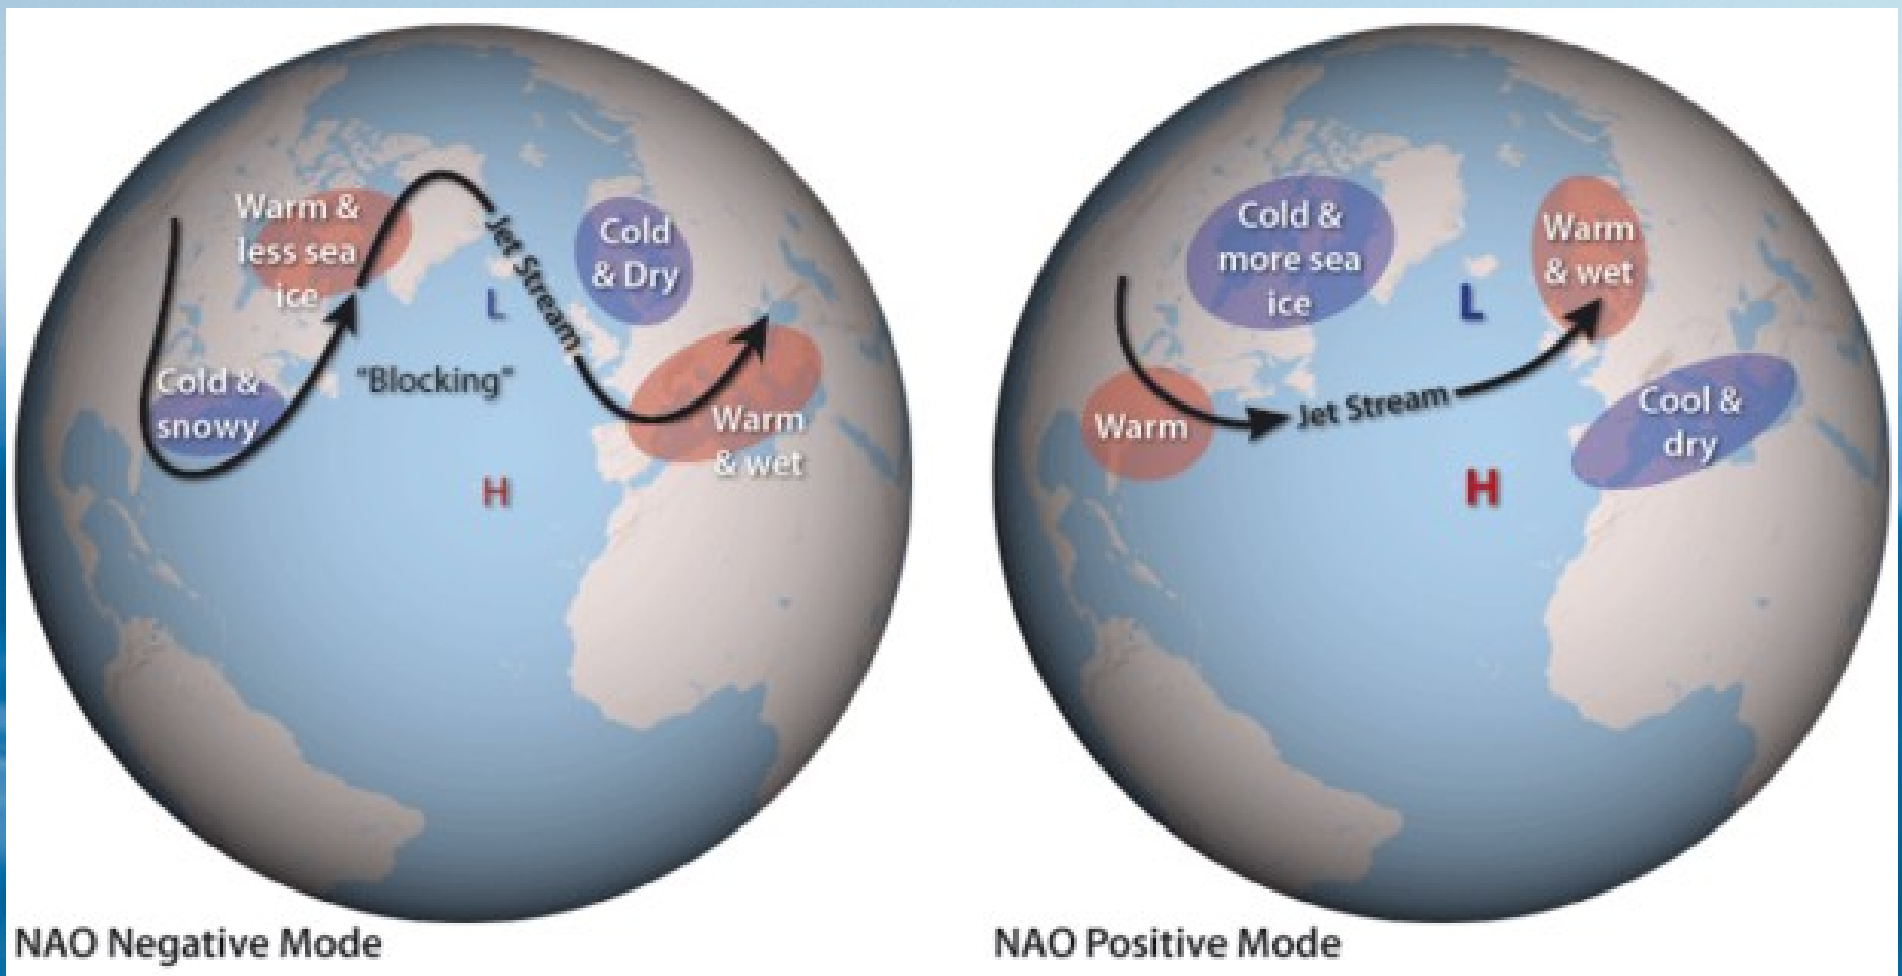 Warm &
less sea
ice
Jet Stream
Cold
& Dry
L
"Blocking"
Cold &
snowy
Warm
& wet
H
NAO Negative Mode
Cold &
more sea
ice
Warm
& wet
L
Warm
Jet Stream
Cool &
dry
H
NAO Positive Mode